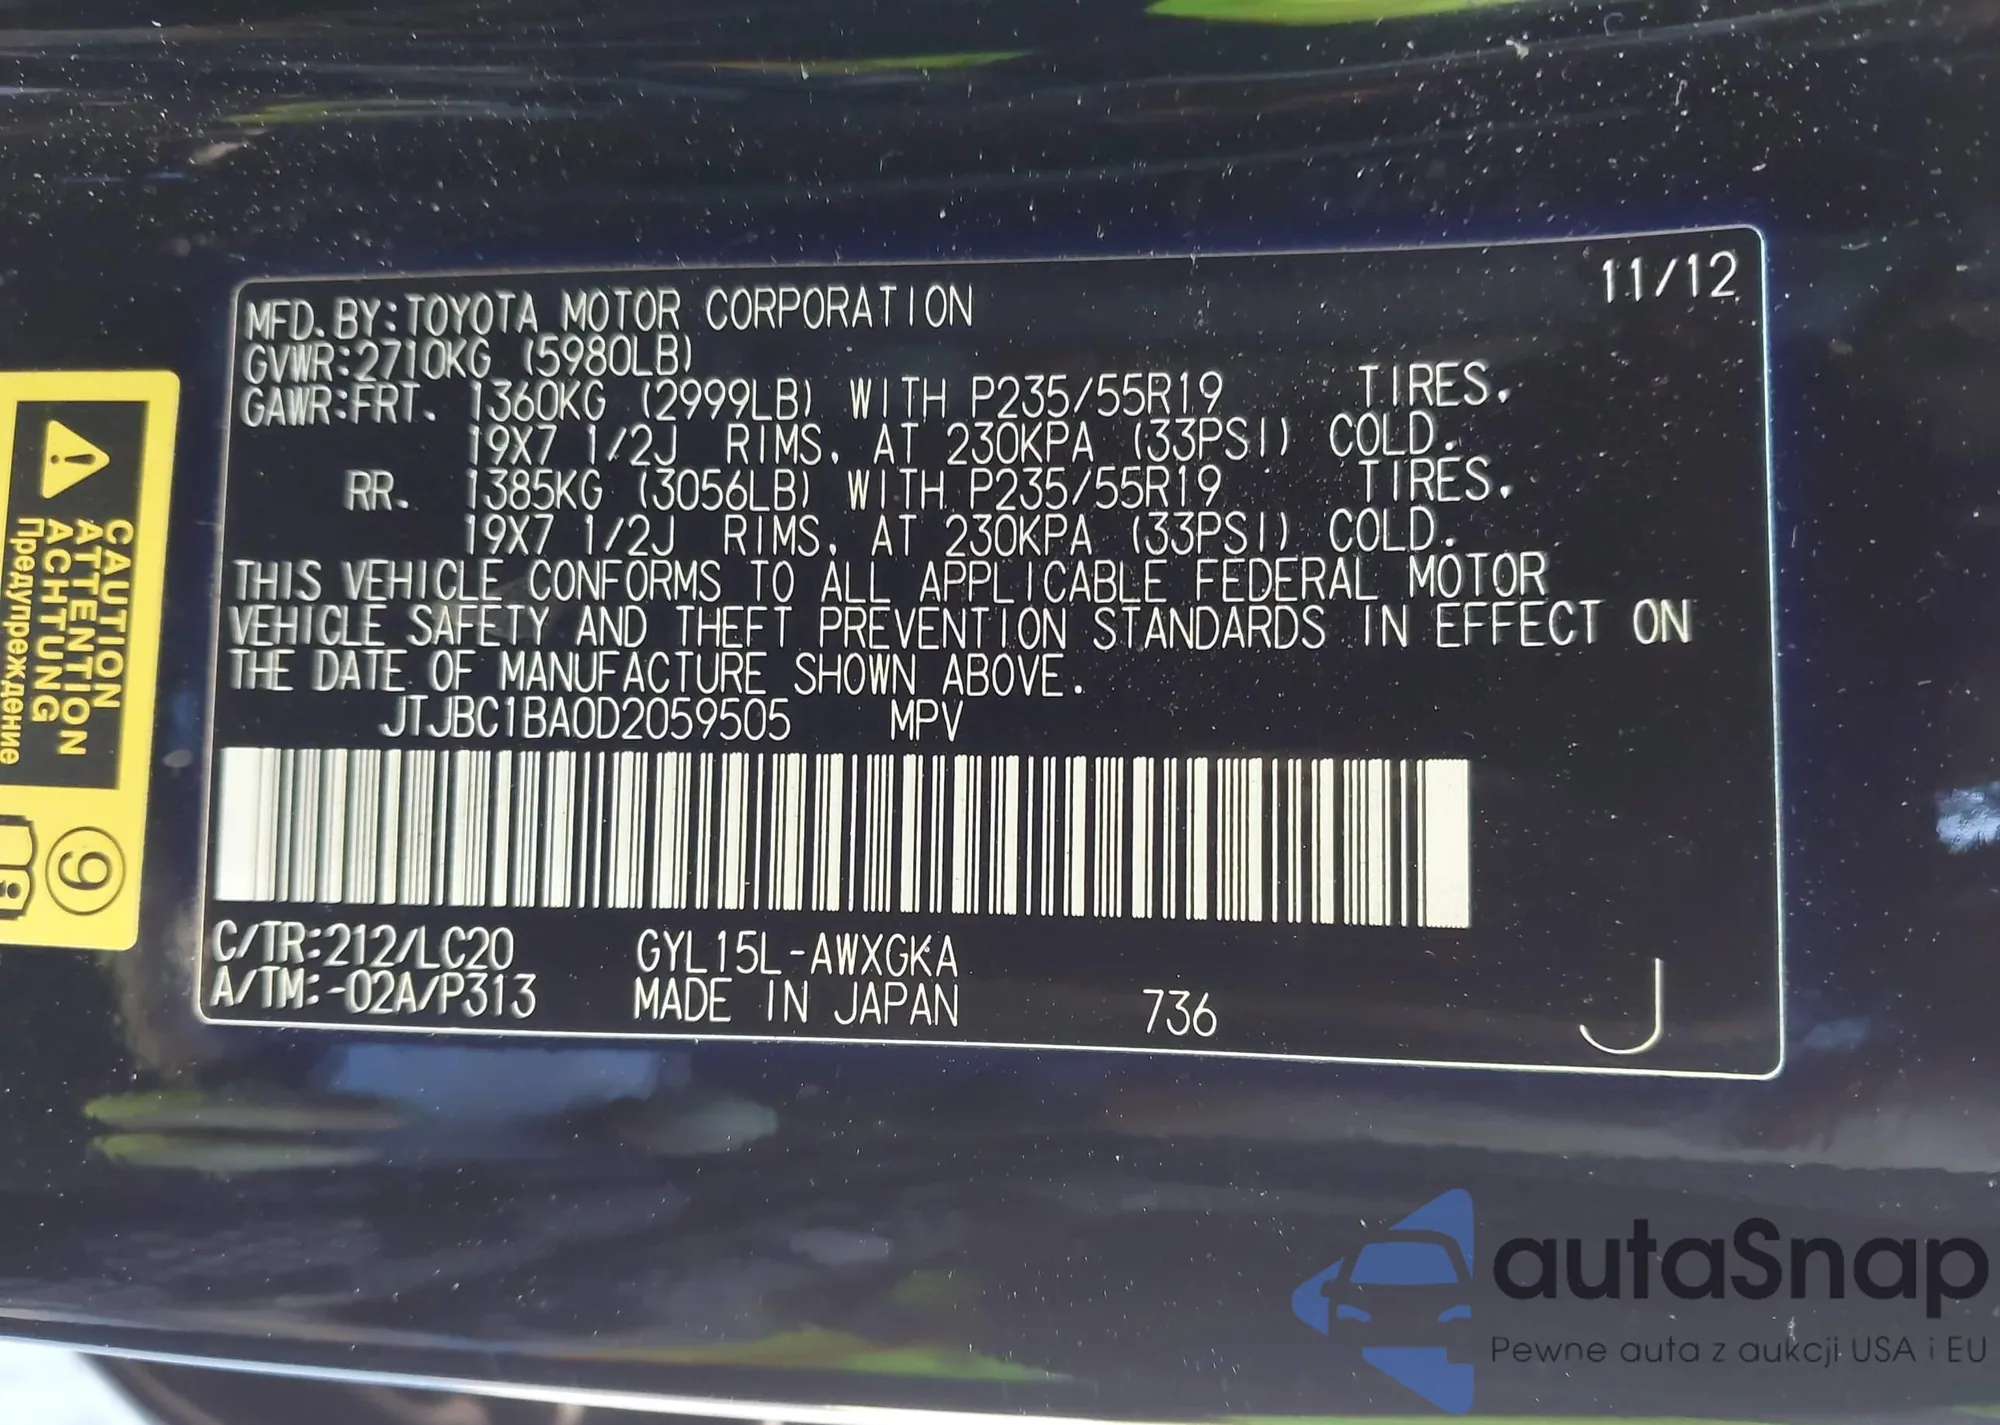 11/12
MFD. BY:TOYOTA MOTOR CORPORATION
GVWR:2710KG (5980LB)
GAWR:FRT. 1360KG (2999LB) WITH P235/55R19 TIRES,
19X7 1/2J RIMS, AT 230KPA (33PSI) COLD.
RR. 1385KG (3056LB) WITH P235/55R19 TIRES,
19X7 1/2J RIMS, AT 230KPA (33PSI) COLD.
THIS VEHICLE CONFORMS TO ALL APPLICABLE FEDERAL MOTOR
VEHICLE SAFETY AND THEFT PREVENTION STANDARDS IN EFFECT ON
THE DATE OF MANUFACTURE SHOWN ABOVE.
JTJBC1BA0D2059505 MPV
C/TR:212/LC20 GYL15L-AWXGKA
A/TM:-02A/P313 MADE IN JAPAN 736 J
CAUTION
ATTENTION
ACHTUNG
Предупреждение
9
autaSnap
Pewne auta z aukcji USA i EU